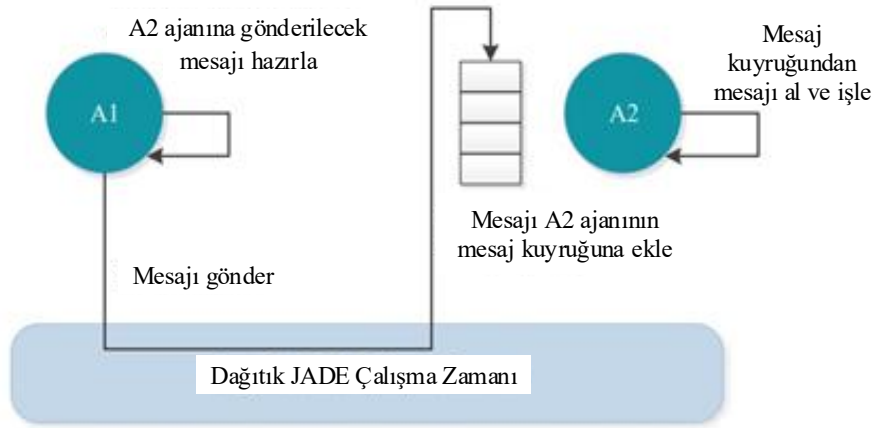 A2 ajanına gönderilecek
mesajı hazırla
A1
A2
Mesaj
kuyruğundan
mesajı al ve işle
Mesajı A2 ajanının
mesaj kuyruğuna ekle
Mesajı gönder
Dağıtık JADE Çalışma Zamanı